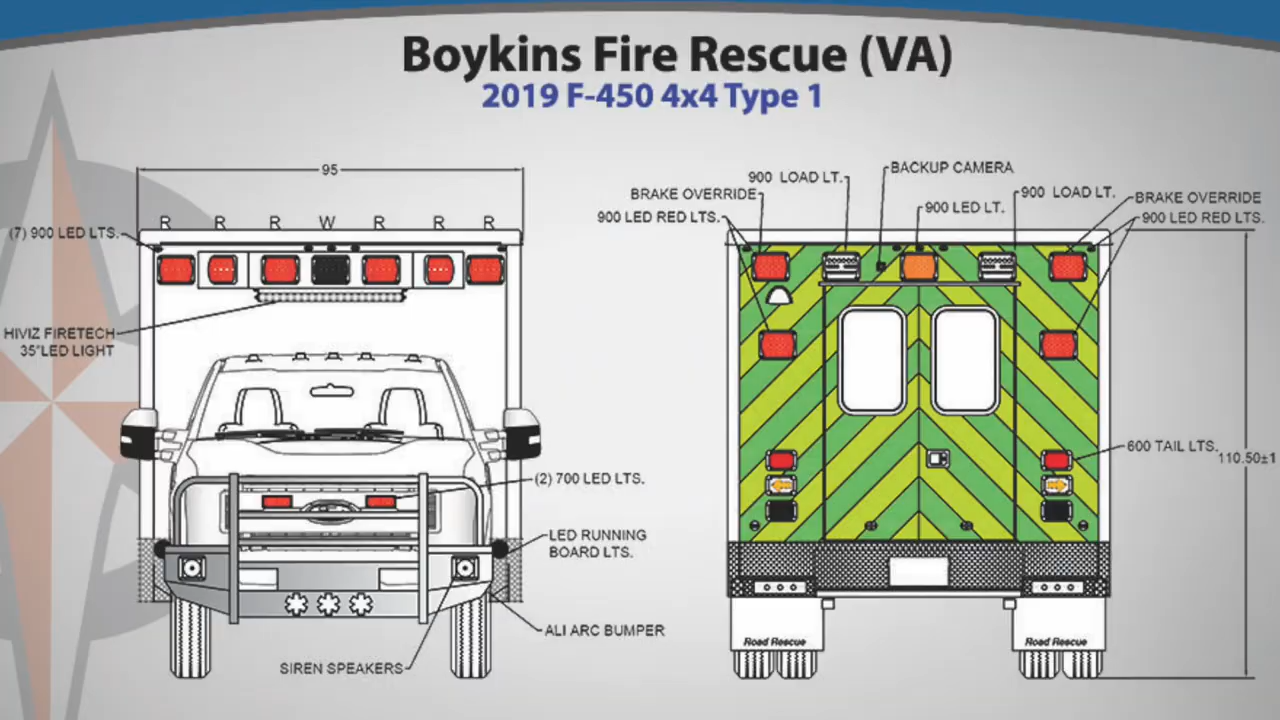 Boykins Fire Rescue (VA)
2019 F-450 4x4 Type 1
95
R R R W R R R
(7) 900 LED LTS.
HIVIZ FIRETECH
35"LED LIGHT
(2) 700 LED LTS.
LED RUNNING
BOARD LTS.
ALI ARC BUMPER
SIREN SPEAKERS
BACKUP CAMERA
900 LOAD LT.
BRAKE OVERRIDE
900 LED RED LTS.
900 LED LT.
900 LOAD LT.
BRAKE OVERRIDE
900 LED RED LTS.
600 TAIL LTS.
110.50±1
Road Rescue
Road Rescue